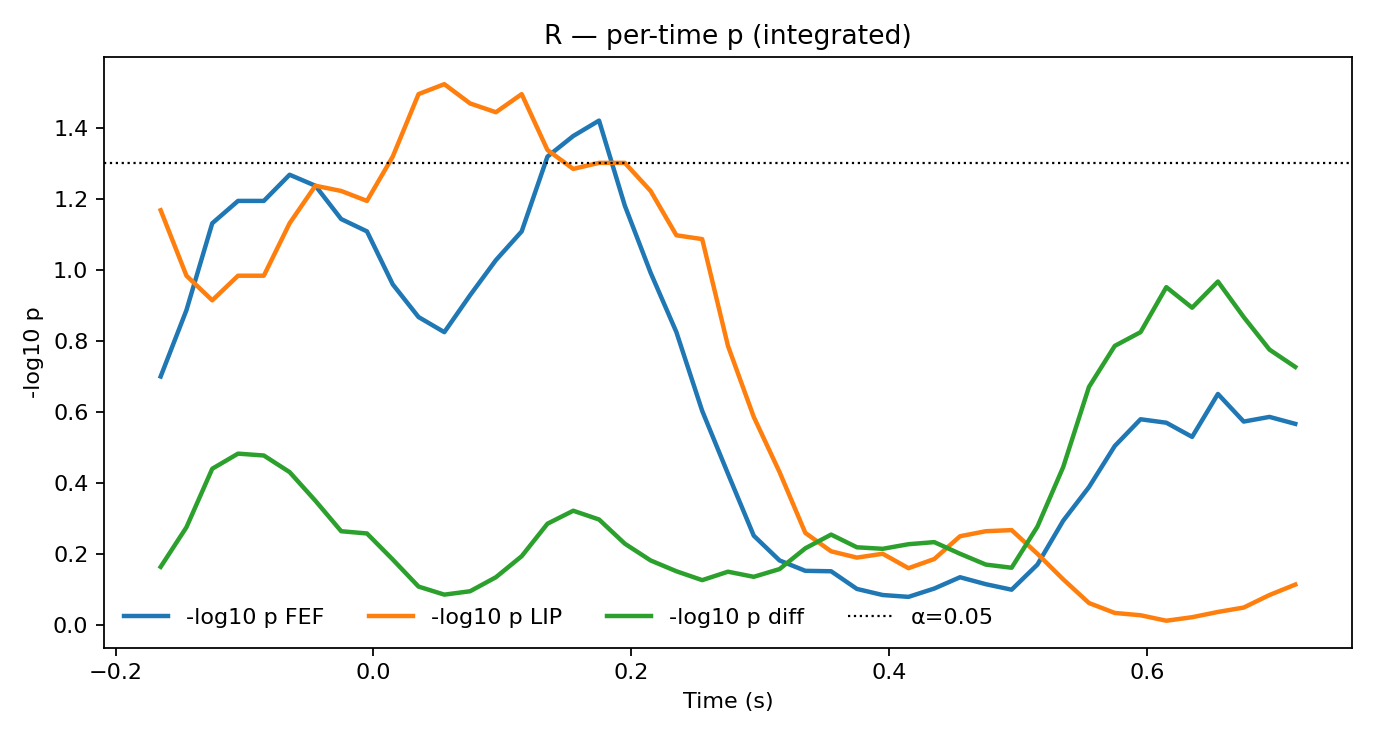 R — per-time p (integrated)
-log10 p
1.4
1.2
1.0
0.8
0.6
0.4
0.2
0.0
-log10 p FEF
-log10 p LIP
-log10 p diff
α=0.05
−0.2
0.0
0.2
0.4
0.6
Time (s)